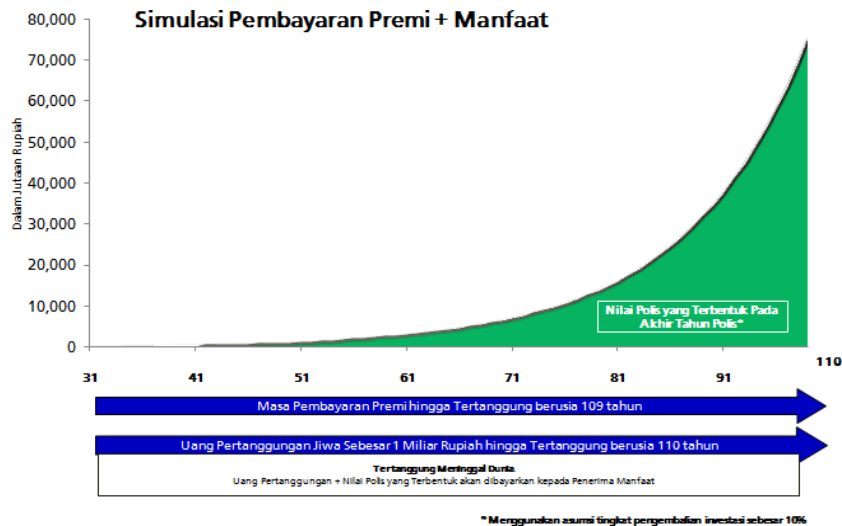 Simulasi Pembayaran Premi + Manfaat
Dalam Jutaan Rupiah
80,000
70,000
60,000
50,000
40,000
30,000
20,000
10,000
0
Nilai Polis yang Terbentuk Pada
Akhir Tahun Polis*
31 41 51 61 71 81 91 110
Masa Pembayaran Premi hingga Tertanggung berusia 109 tahun
Uang Pertanggungan Jiwa Sebesar 1 Miliar Rupiah hingga Tertanggung berusia 110 tahun
Tertanggung Meninggal Dunia
Uang Pertanggungan + Nilai Polis yang Terbentuk akan dibayarkan kepada Penerima Manfaat
* Menggunakan asumsi tingkat pengembalian investasi sebesar 10%